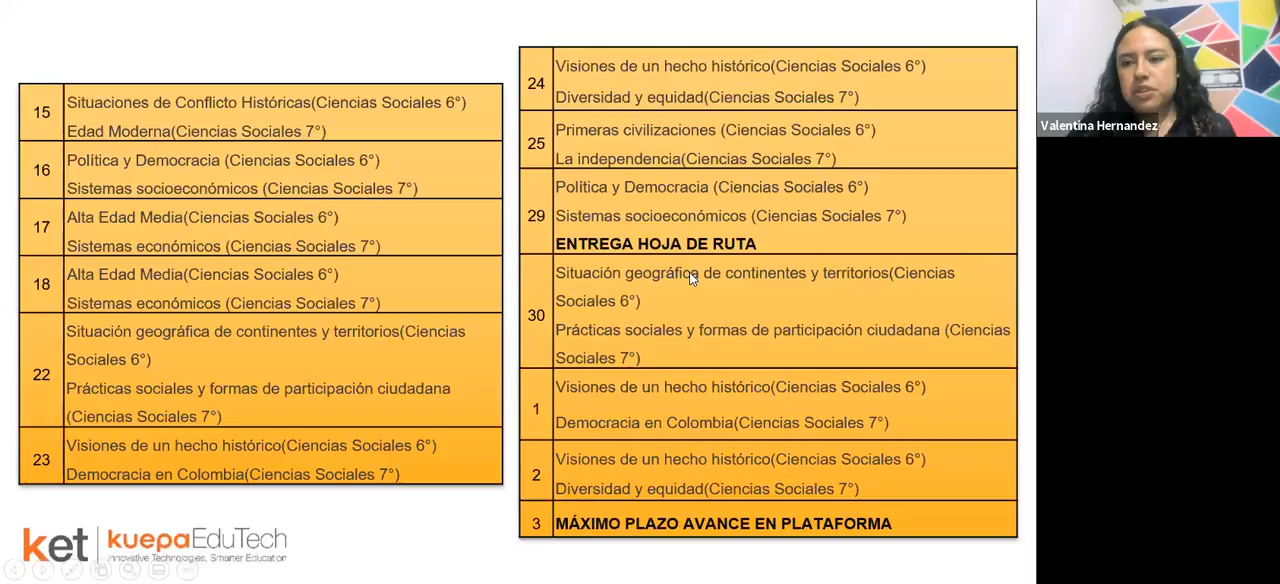 15
Situaciones de Conflicto Históricas(Ciencias Sociales 6°)
Edad Moderna(Ciencias Sociales 7°)
16
Política y Democracia (Ciencias Sociales 6°)
Sistemas socioeconómicos (Ciencias Sociales 7°)
17
Alta Edad Media(Ciencias Sociales 6°)
Sistemas económicos (Ciencias Sociales 7°)
18
Alta Edad Media(Ciencias Sociales 6°)
Sistemas económicos (Ciencias Sociales 7°)
22
Situación geográfica de continentes y territorios(Ciencias
Sociales 6°)
Prácticas sociales y formas de participación ciudadana
(Ciencias Sociales 7°)
23
Visiones de un hecho histórico(Ciencias Sociales 6°)
Democracia en Colombia(Ciencias Sociales 7°)
24
Visiones de un hecho histórico(Ciencias Sociales 6°)
Diversidad y equidad(Ciencias Sociales 7°)
25
Primeras civilizaciones (Ciencias Sociales 6°)
La independencia(Ciencias Sociales 7°)
29
Política y Democracia (Ciencias Sociales 6°)
Sistemas socioeconómicos (Ciencias Sociales 7°)
ENTREGA HOJA DE RUTA
30
Situación geográfica de continentes y territorios(Ciencias
Sociales 6°)
Prácticas sociales y formas de participación ciudadana (Ciencias
Sociales 7°)
1
Visiones de un hecho histórico(Ciencias Sociales 6°)
Democracia en Colombia(Ciencias Sociales 7°)
2
Visiones de un hecho histórico(Ciencias Sociales 6°)
Diversidad y equidad(Ciencias Sociales 7°)
3
MÁXIMO PLAZO AVANCE EN PLATAFORMA
ket
kuepaEduTech
Innovative Technologies, Smarter Education
Valentina Hernandez